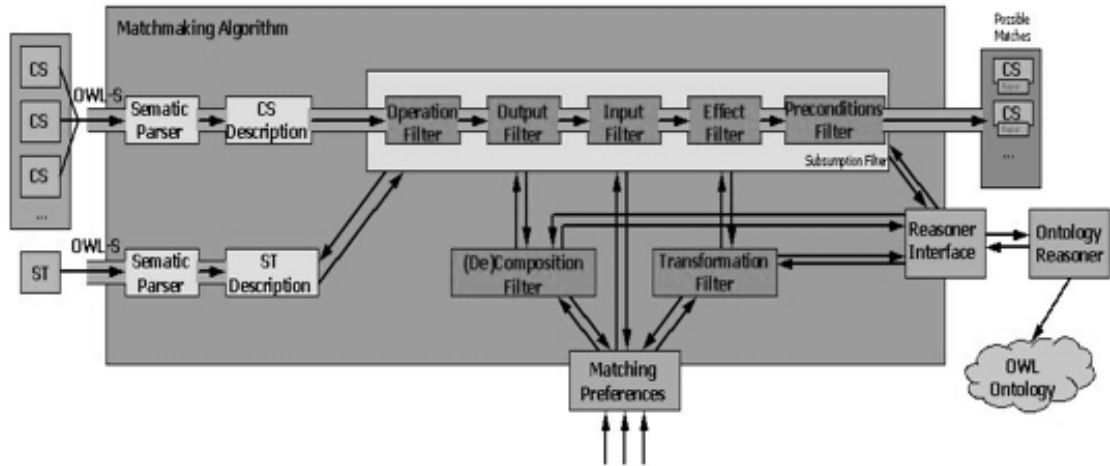 Matchmaking Algorithm
Possible
Matches
CS
CS
CS
...
OWL-S
Sematic
Parser
CS
Description
Operation
Filter
Output
Filter
Input
Filter
Effect
Filter
Preconditions
Filter
Subsumption Filter
CS
CS
...
ST
OWL-S
Sematic
Parser
ST
Description
(De)Composition
Filter
Transformation
Filter
Reasoner
Interface
Ontology
Reasoner
Matching
Preferences
OWL
Ontology